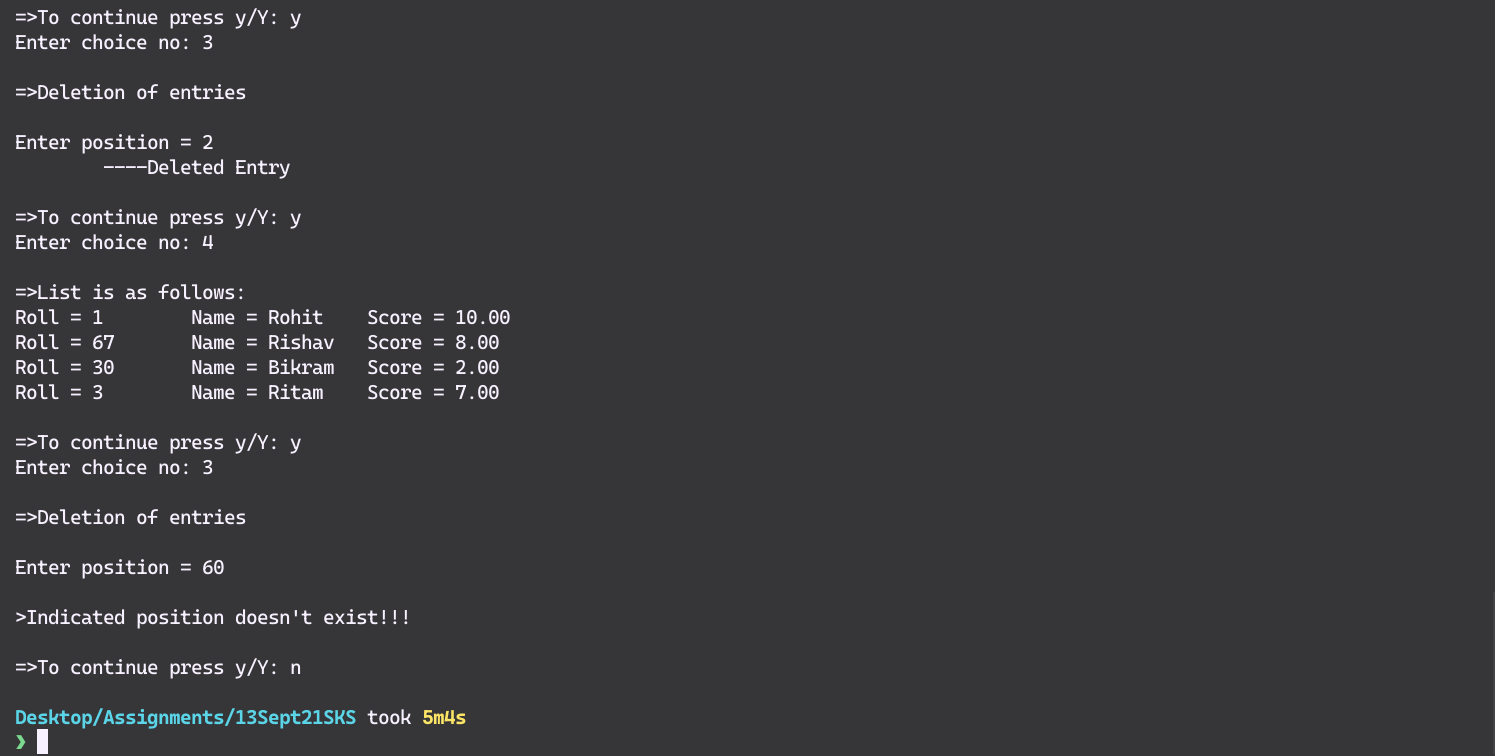 =>To continue press y/Y: y
Enter choice no: 3
=>Deletion of entries
Enter position = 2
----Deleted Entry
=>To continue press y/Y: y
Enter choice no: 4
=>List is as follows:
Roll = 1 Name = Rohit Score = 10.00
Roll = 67 Name = Rishav Score = 8.00
Roll = 30 Name = Bikram Score = 2.00
Roll = 3 Name = Ritam Score = 7.00
=>To continue press y/Y: y
Enter choice no: 3
=>Deletion of entries
Enter position = 60
>Indicated position doesn't exist!!!
=>To continue press y/Y: n
Desktop/Assignments/13Sept21SKS took 5m4s
❯